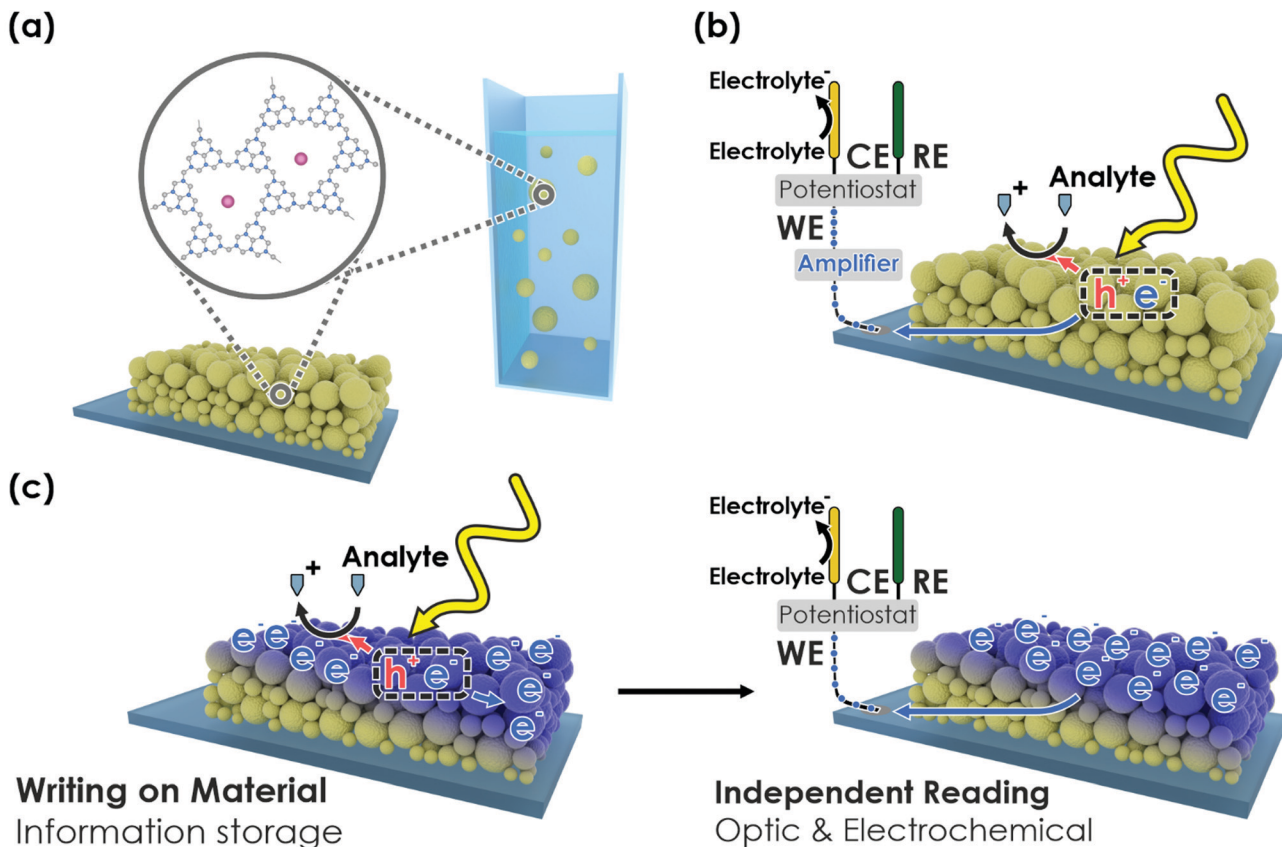 (a)
(b)
Electrolyte-
Electrolyte
CE RE
Potentiostat
WE
Amplifier
+
Analyte
h+ e-
(c)
+
Analyte
e- e- e- e- e- e- e- e- e-
h+ e-
Writing on Material
Information storage
Electrolyte-
Electrolyte
CE RE
Potentiostat
WE
e- e- e- e- e- e- e- e- e- e- e- e- e-
Independent Reading
Optic & Electrochemical